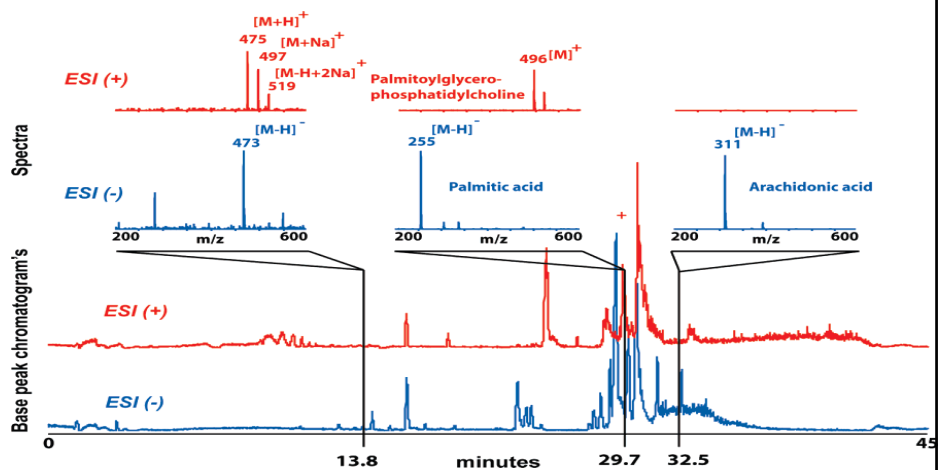 [M+H]+
475 [M+Na]+
497
[M-H+2Na]+
519
ESI (+)
Palmitoylglycero-
phosphatidylcholine
496 [M]+
Spectra
[M-H]-
473
ESI (-)
200 m/z 600
[M-H]-
255
Palmitic acid
200 m/z 600
[M-H]-
311
Arachidonic acid
200 m/z 600
+
Base peak chromatogram's
ESI (+)
ESI (-)
0 45
13.8 minutes 29.7 32.5